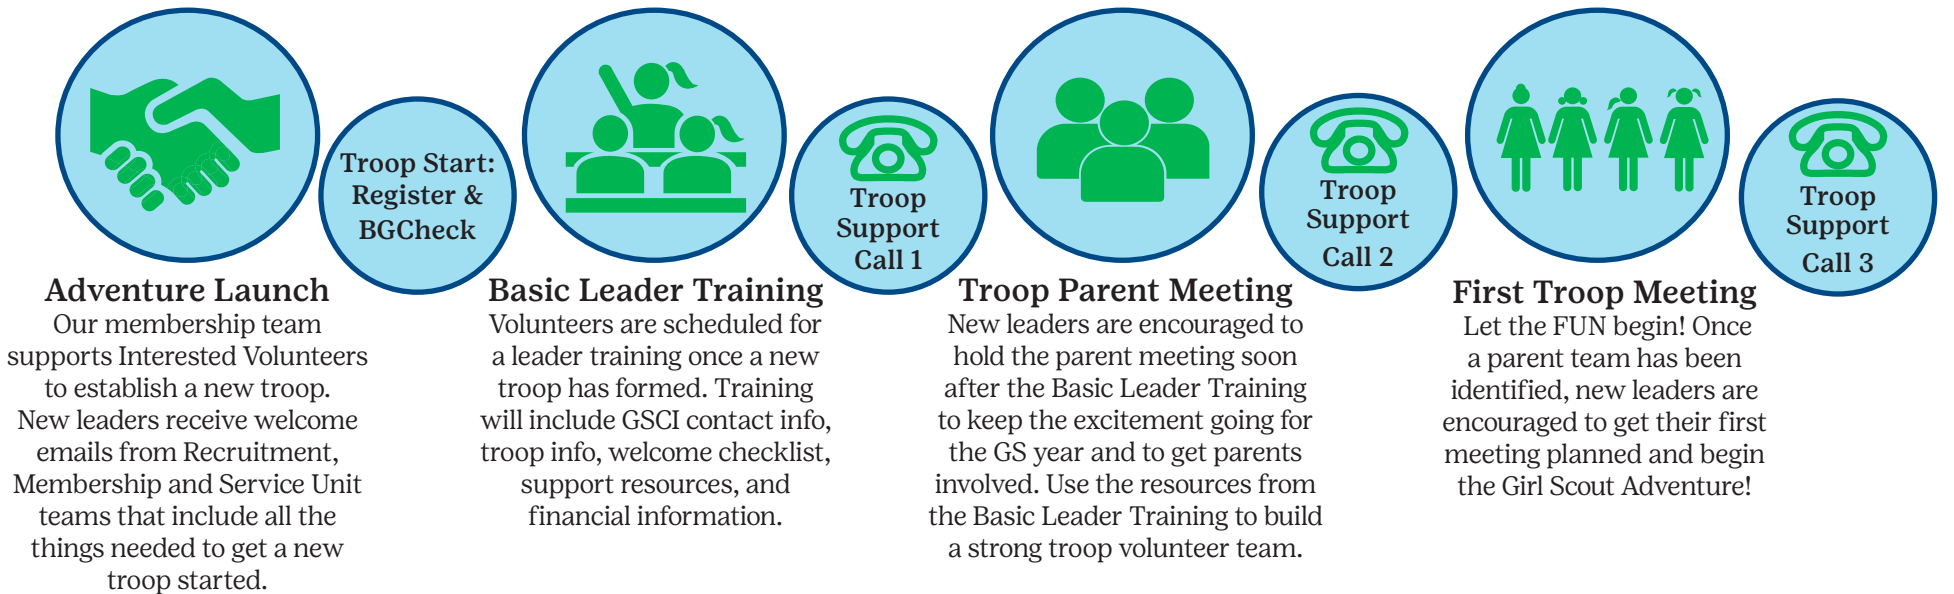 Troop Start:
Register &
BGCheck
Troop
Support
Call 1
Troop
Support
Call 2
Troop
Support
Call 3
Adventure Launch
Our membership team
supports Interested Volunteers
to establish a new troop.
New leaders receive welcome
emails from Recruitment,
Membership and Service Unit
teams that include all the
things needed to get a new
troop started.
Basic Leader Training
Volunteers are scheduled for
a leader training once a new
troop has formed. Training
will include GSCI contact info,
troop info, welcome checklist,
support resources, and
financial information.
Troop Parent Meeting
New leaders are encouraged to
hold the parent meeting soon
after the Basic Leader Training
to keep the excitement going for
the GS year and to get parents
involved. Use the resources from
the Basic Leader Training to build
a strong troop volunteer team.
First Troop Meeting
Let the FUN begin! Once
a parent team has been
identified, new leaders are
encouraged to get their first
meeting planned and begin
the Girl Scout Adventure!